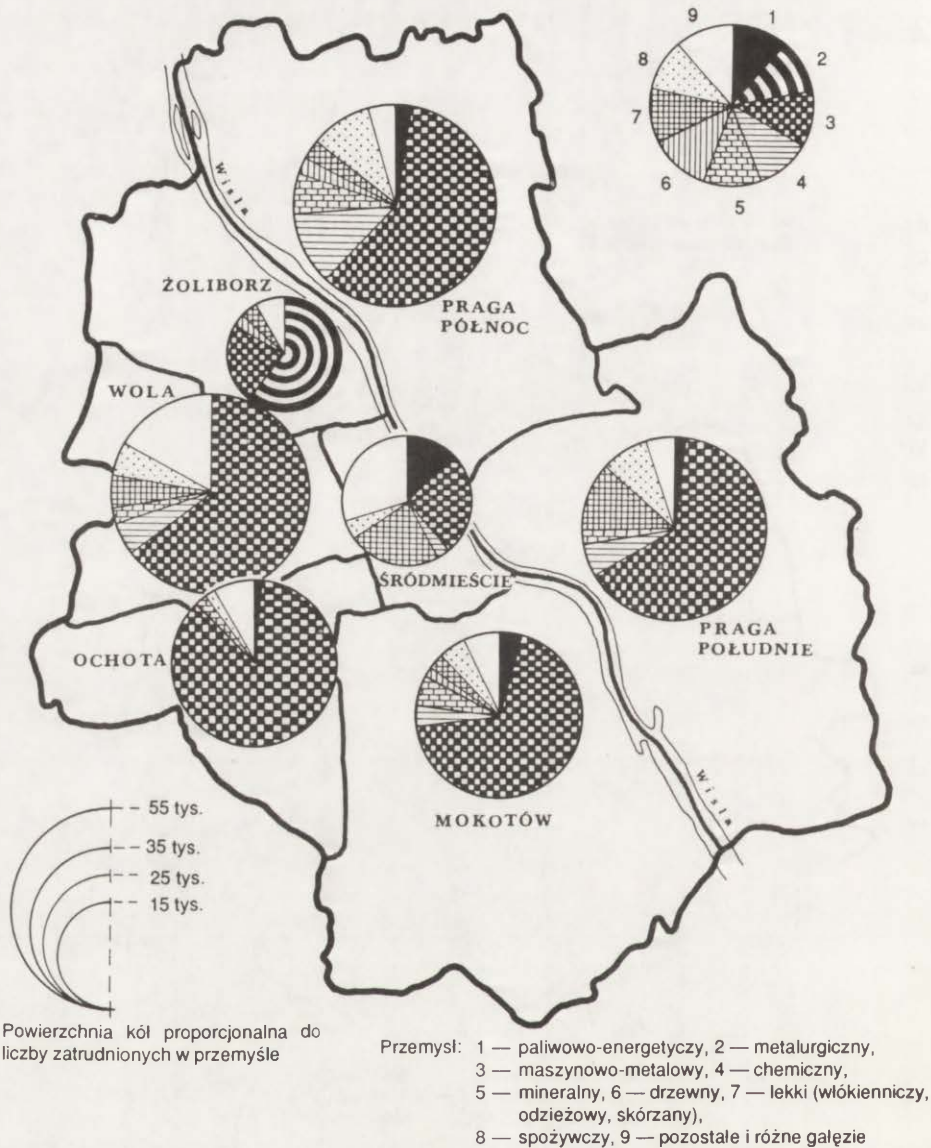 9
1
8
2
7
3
6
4
5
Wisła
ŻOLIBORZ
PRAGA
PÓŁNOC
WOLA
ŚRÓDMIEŚCIE
PRAGA
POŁUDNIE
OCHOTA
MOKOTÓW
Wisła
55 tys.
35 tys.
25 tys.
15 tys.
Powierzchnia kół proporcjonalna do
liczby zatrudnionych w przemyśle
Przemysł: 1 — paliwowo-energetyczy, 2 — metalurgiczny,
3 — maszynowo-metalowy, 4 — chemiczny,
5 — mineralny, 6 — drzewny, 7 — lekki (włókienniczy,
odzieżowy, skórzany),
8 — spożywczy, 9 — pozostałe i różne gałęzie